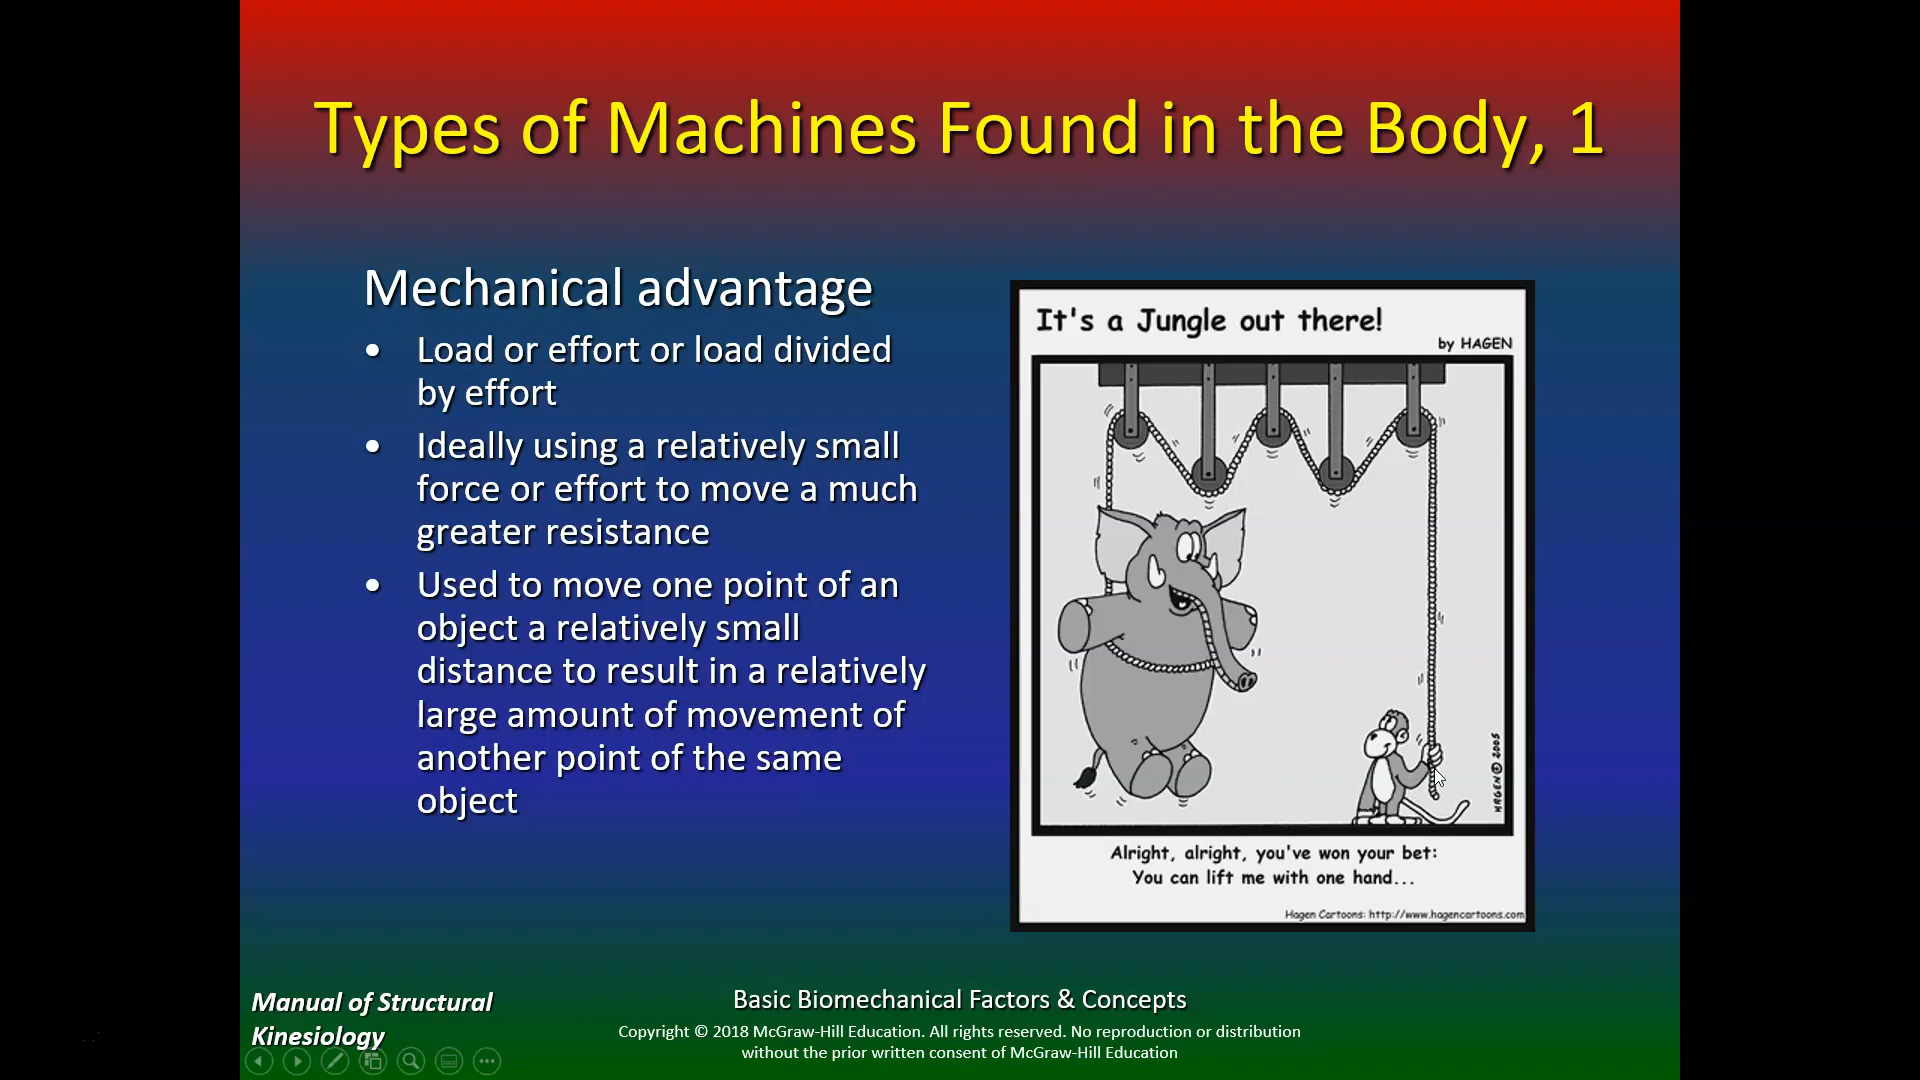 Types of Machines Found in the Body, 1
Mechanical advantage
• Load or effort or load divided
by effort
• Ideally using a relatively small
force or effort to move a much
greater resistance
• Used to move one point of an
object a relatively small
distance to result in a relatively
large amount of movement of
another point of the same
object
It's a Jungle out there!
by HAGEN
HAGEN © 2005
Alright, alright, you've won your bet:
You can lift me with one hand...
Hagen Cartoons: http://www.hagencartoons.com
Manual of Structural
Kinesiology
Basic Biomechanical Factors & Concepts
Copyright © 2018 McGraw-Hill Education. All rights reserved. No reproduction or distribution
without the prior written consent of McGraw-Hill Education